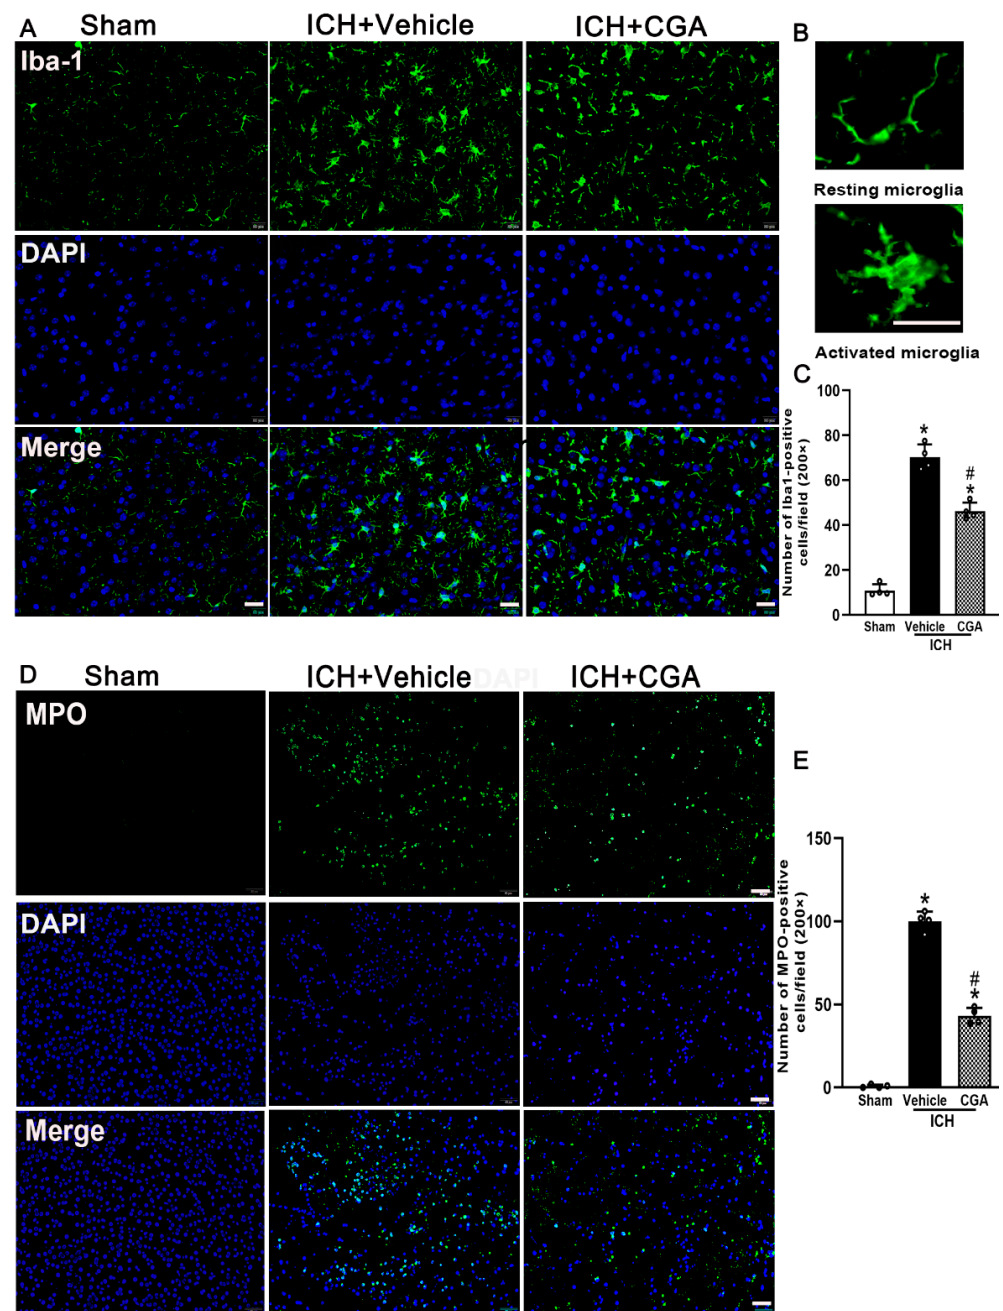 A Sham ICH+Vehicle ICH+CGA
Iba-1
DAPI
Merge
B
Resting microglia
Activated microglia
C
Number of Iba1-positive
cells/field (200×)
100
80
60
40
20
0
*
#
*
Sham Vehicle CGA
ICH
D Sham ICH+Vehicle DAPI ICH+CGA
MPO
DAPI
Merge
E
Number of MPO-positive
cells/field (200×)
150
100
50
0
*
#
*
Sham Vehicle CGA
ICH